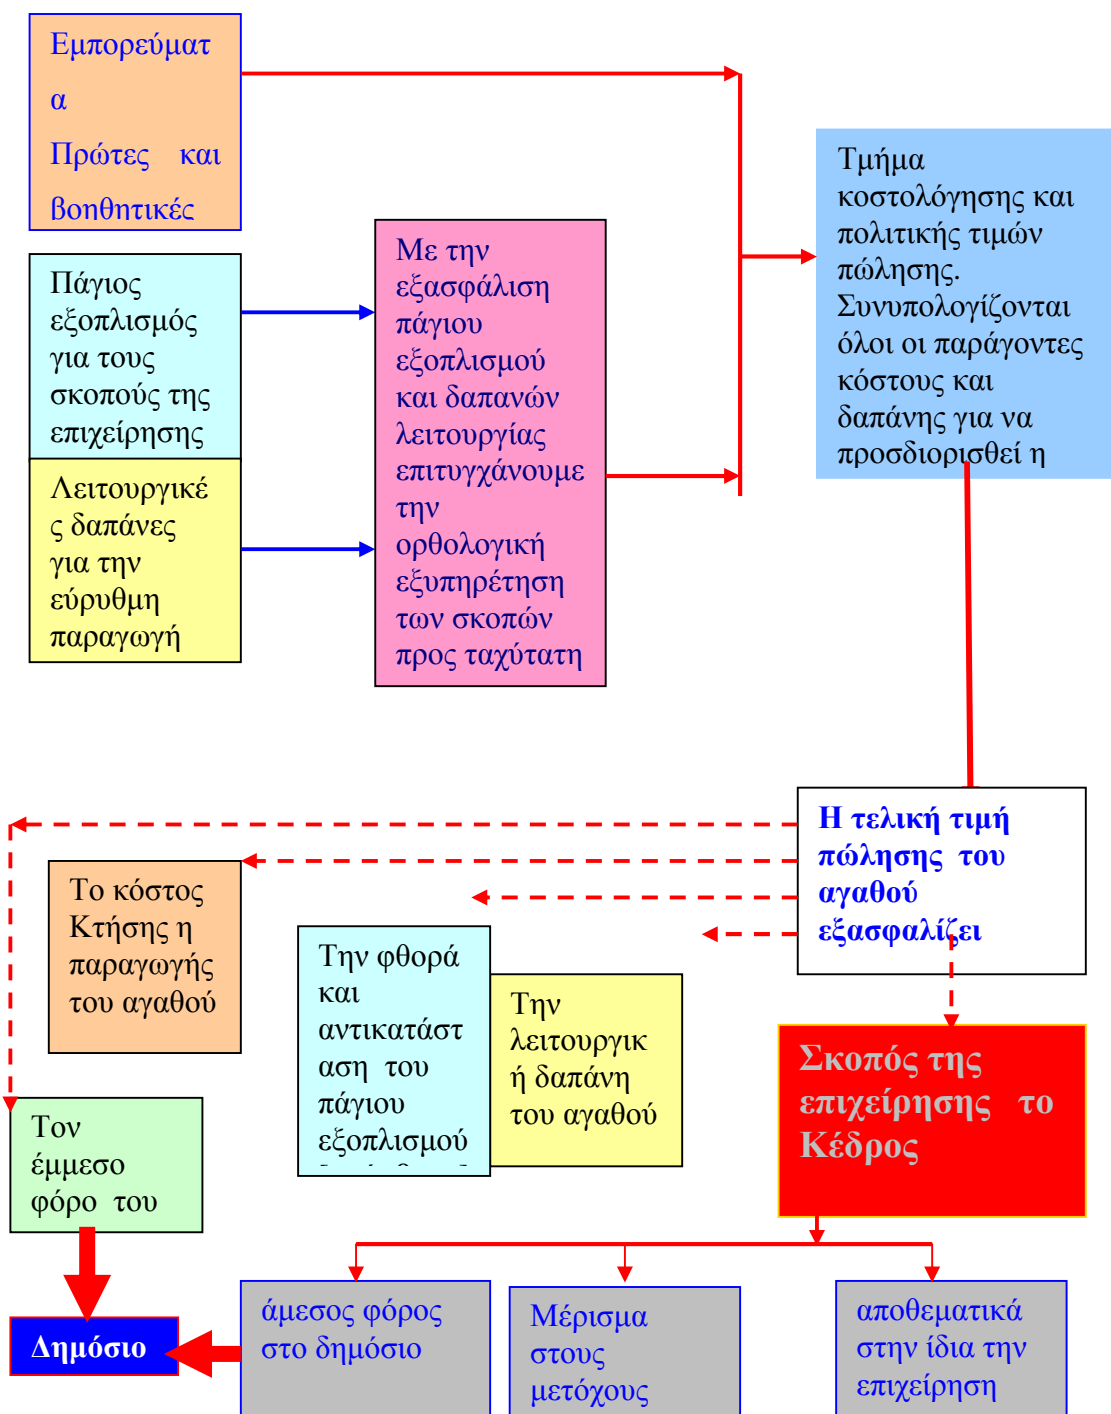 Εμπορεύματ
α
Πρώτες και
βοηθητικές
Πάγιος
εξοπλισμός
για τους
σκοπούς της
επιχείρησης
Λειτουργικέ
ς δαπάνες
για την
εύρυθμη
παραγωγή
Με την
εξασφάλιση
πάγιου
εξοπλισμού
και δαπανών
λειτουργίας
επιτυγχάνουμε
την
ορθολογική
εξυπηρέτηση
των σκοπών
προς ταχύτατη
Τμήμα
κοστολόγησης και
πολιτικής τιμών
πώλησης.
Συνυπολογίζονται
όλοι οι παράγοντες
κόστους και
δαπάνης για να
προσδιορισθεί η
Η τελική τιμή
πώλησης του
αγαθού
εξασφαλίζει
Το κόστος
Κτήσης η
παραγωγής
του αγαθού
Την φθορά
και
αντικατάστ
αση του
πάγιου
εξοπλισμού
Την
λειτουργικ
ή δαπάνη
του αγαθού
Σκοπός της
επιχείρησης το
Κέδρος
Τον
έμμεσο
φόρο του
Δημόσιο
άμεσος φόρος
στο δημόσιο
Μέρισμα
στους
μετόχους
αποθεματικά
στην ίδια την
επιχείρηση